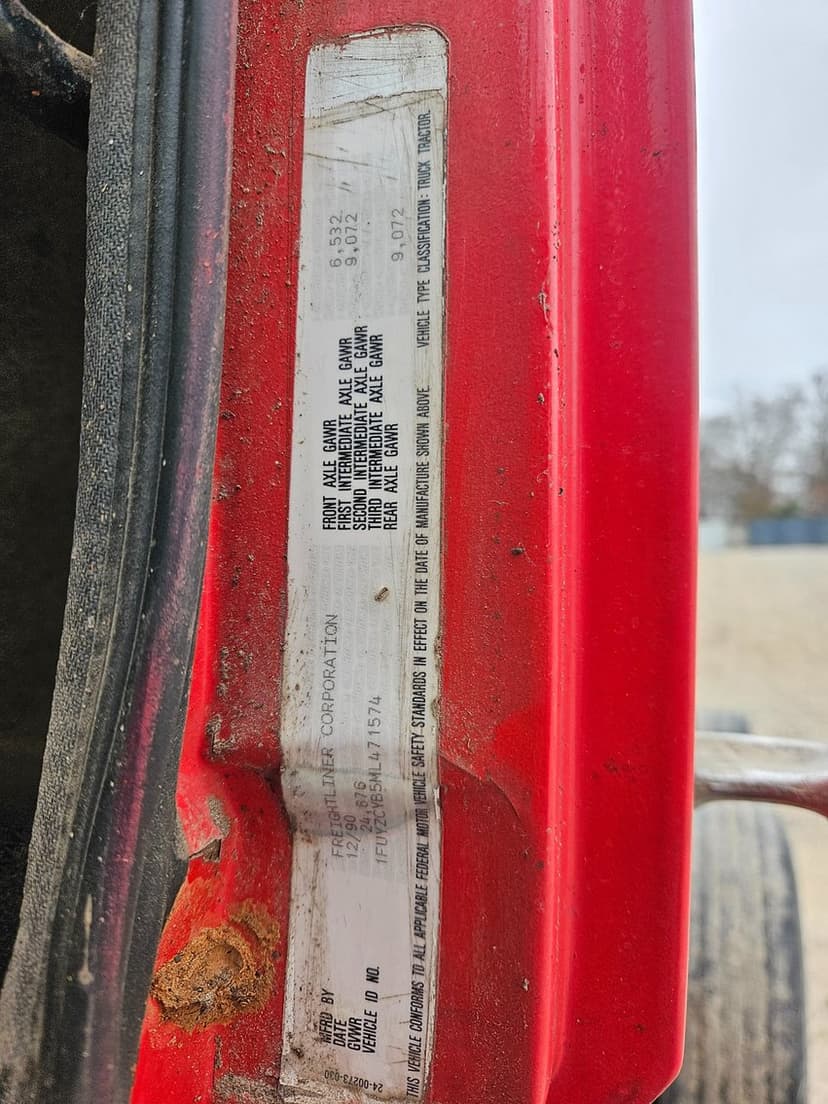 MFRD BY FREIGHTLINER CORPORATION
DATE 12/90
GVWR 24,676
VEHICLE ID NO. 1FUYZCYB5ML471574
FRONT AXLE GAWR 6,532
FIRST INTERMEDIATE AXLE GAWR 9,072
SECOND INTERMEDIATE AXLE GAWR
THIRD INTERMEDIATE AXLE GAWR
REAR AXLE GAWR 9,072
THIS VEHICLE CONFORMS TO ALL APPLICABLE FEDERAL MOTOR VEHICLE SAFETY STANDARDS IN EFFECT ON THE DATE OF MANUFACTURE SHOWN ABOVE. VEHICLE TYPE CLASSIFICATION: TRUCK TRACTOR.
24-00273-030